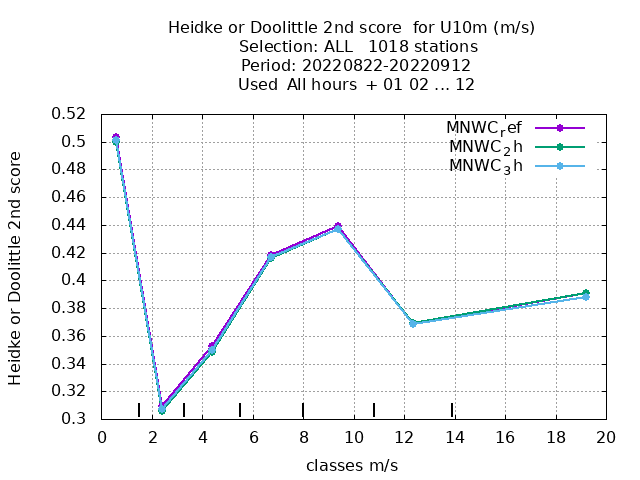 Heidke or Doolittle 2nd score  for U10m (m/s)
Selection: ALL   1018 stations
Period: 20220822-20220912
Used  All hours  + 01 02 ... 12
Heidke or Doolittle 2nd score
0.52
0.5
0.48
0.46
0.44
0.42
0.4
0.38
0.36
0.34
0.32
0.3
MNWCref
MNWC2h
MNWC3h
0 2 4 6 8 10 12 14 16 18 20
classes m/s